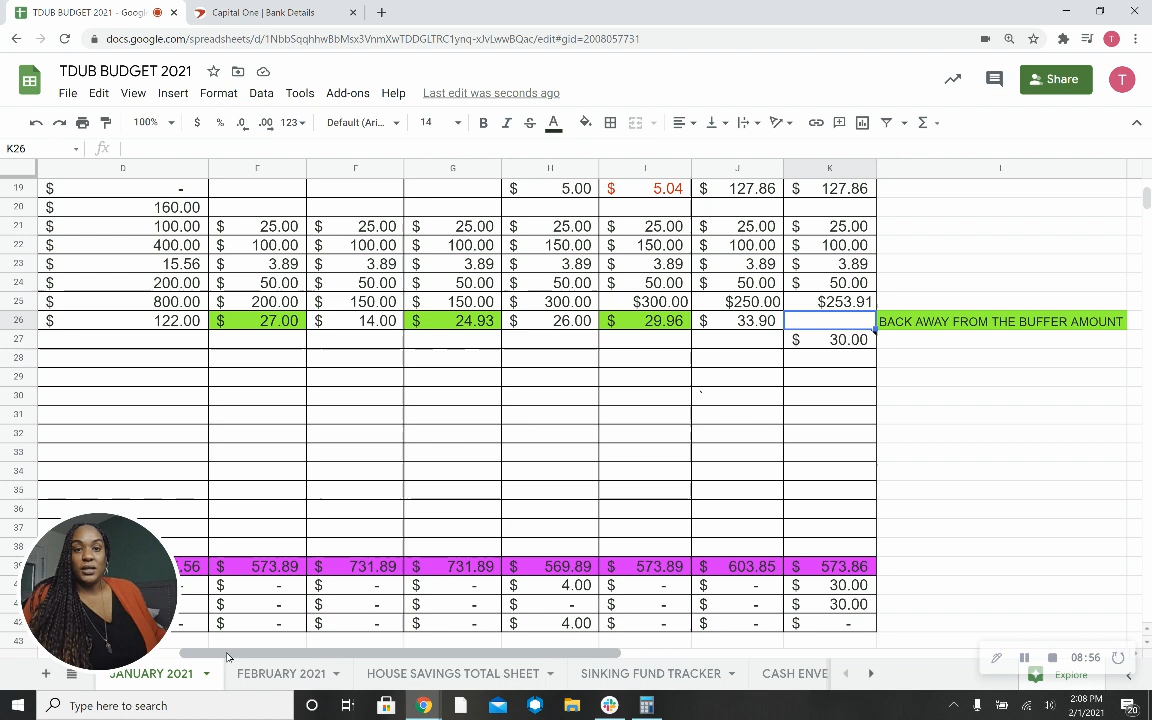 TDUB BUDGET 2021 - Googl
Capital One | Bank Details
docs.google.com/spreadsheets/d/1NbbSqqhhwBbMsx3VnmXwTDDGLTRC1ynq-xJvLwwBQac/edit#gid=2008057731
T
TDUB BUDGET 2021
File Edit View Insert Format Data Tools Add-ons Help Last edit was seconds ago
Share
T
100% $ % .0 .00 123 Default (Ari... 14 B I S A
K26 fx
D E F G H I J K L
19 $ - $ 5.00 $ 5.04 $ 127.86 $ 127.86
20 $ 160.00
21 $ 100.00 $ 25.00 $ 25.00 $ 25.00 $ 25.00 $ 25.00 $ 25.00 $ 25.00
22 $ 400.00 $ 100.00 $ 100.00 $ 100.00 $ 150.00 $ 150.00 $ 100.00 $ 100.00
23 $ 15.56 $ 3.89 $ 3.89 $ 3.89 $ 3.89 $ 3.89 $ 3.89 $ 3.89
24 $ 200.00 $ 50.00 $ 50.00 $ 50.00 $ 50.00 $ 50.00 $ 50.00 $ 50.00
25 $ 800.00 $ 200.00 $ 150.00 $ 150.00 $ 300.00 $300.00 $250.00 $253.91
26 $ 122.00 $ 27.00 $ 14.00 $ 24.93 $ 26.00 $ 29.96 $ 33.90 BACK AWAY FROM THE BUFFER AMOUNT
27 $ 30.00
28
29
30 `
31
32
33
34
35
36
37
38
39 .56 $ 573.89 $ 731.89 $ 731.89 $ 569.89 $ 573.89 $ 603.85 $ 573.86
- $ - $ - $ - $ 4.00 $ - $ - $ 30.00
- $ - $ - $ - $ - $ - $ - $ 30.00
42 - $ - $ - $ - $ 4.00 $ - $ - $ -
43
08:56
JANUARY 2021 FEBRUARY 2021 HOUSE SAVINGS TOTAL SHEET SINKING FUND TRACKER CASH ENVE
Explore
Type here to search
2:08 PM
2/1/2021
20